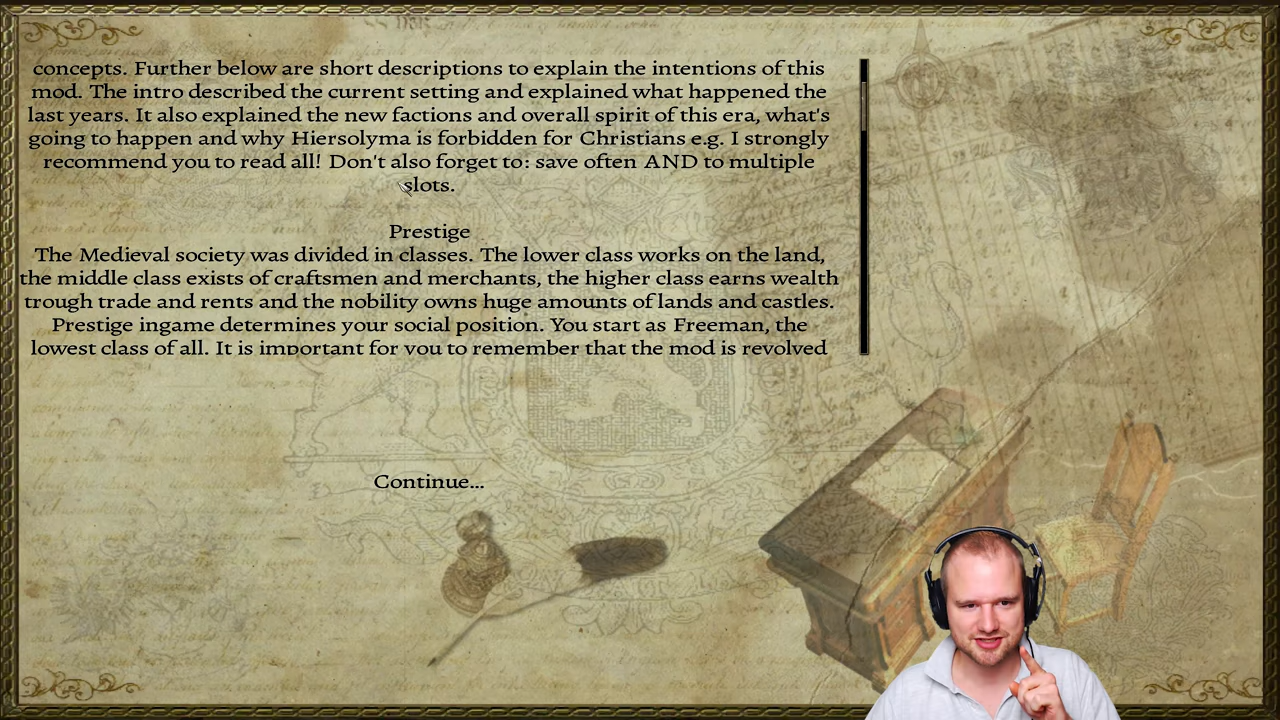 concepts. Further below are short descriptions to explain the intentions of this
mod. The intro described the current setting and explained what happened the
last years. It also explained the new factions and overall spirit of this era, what's
going to happen and why Hiersolyma is forbidden for Christians e.g. I strongly
recommend you to read all! Don't also forget to: save often AND to multiple
slots.
Prestige
The Medieval society was divided in classes. The lower class works on the land,
the middle class exists of craftsmen and merchants, the higher class earns wealth
trough trade and rents and the nobility owns huge amounts of lands and castles.
Prestige ingame determines your social position. You start as Freeman, the
lowest class of all. It is important for you to remember that the mod is revolved
Continue...